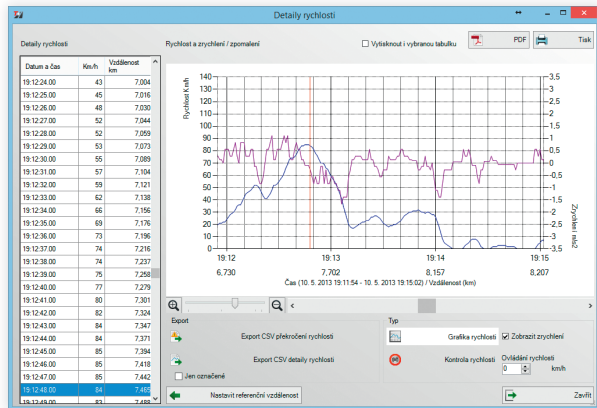 Detaily rychlosti
Detaily rychlosti
Rychlost a zrychlení / zpomalení
Vytisknout i vybranou tabulku
PDF
Tisk
Datum a čas Km/h Vzdálenost km
19:12:24.00 43 7,004
19:12:25.00 45 7,016
19:12:26.00 48 7,030
19:12:27.00 52 7,044
19:12:28.00 52 7,059
19:12:29.00 54 7,073
19:12:30.00 55 7,089
19:12:31.00 57 7,104
19:12:32.00 59 7,121
19:12:33.00 62 7,138
19:12:34.00 66 7,156
19:12:35.00 69 7,176
19:12:36.00 73 7,196
19:12:37.00 74 7,216
19:12:38.00 74 7,237
19:12:39.00 75 7,258
19:12:40.00 77 7,279
19:12:41.00 80 7,301
19:12:42.00 82 7,324
19:12:43.00 84 7,347
19:12:44.00 84 7,371
19:12:45.00 85 7,394
19:12:46.00 85 7,418
19:12:47.00 85 7,442
19:12:48.00 84 7,465
19:12:49.00 83 7,488
Rychlost Km/h
140
130
120
110
100
90
80
70
60
50
40
30
20
10
0
3,5
3
2,5
2
1,5
1
0,5
0
-0,5
-1
-1,5
-2
-2,5
-3
-3,5
Zrychlení m/s2
19:12 19:13 19:14 19:15
6,730 7,702 8,157 8,207
Čas (10. 5. 2013 19:11:54 - 10. 5. 2013 19:15:02) / Vzdálenost (km)
Export
Export CSV překročení rychlosti
Export CSV detaily rychlosti
Jen označené
Typ
Grafika rychlosti
Zobrazit zrychlení
Kontrola rychlosti
Ovládání rychlosti
0 km/h
Nastavit referenční vzdálenost
Zavřít